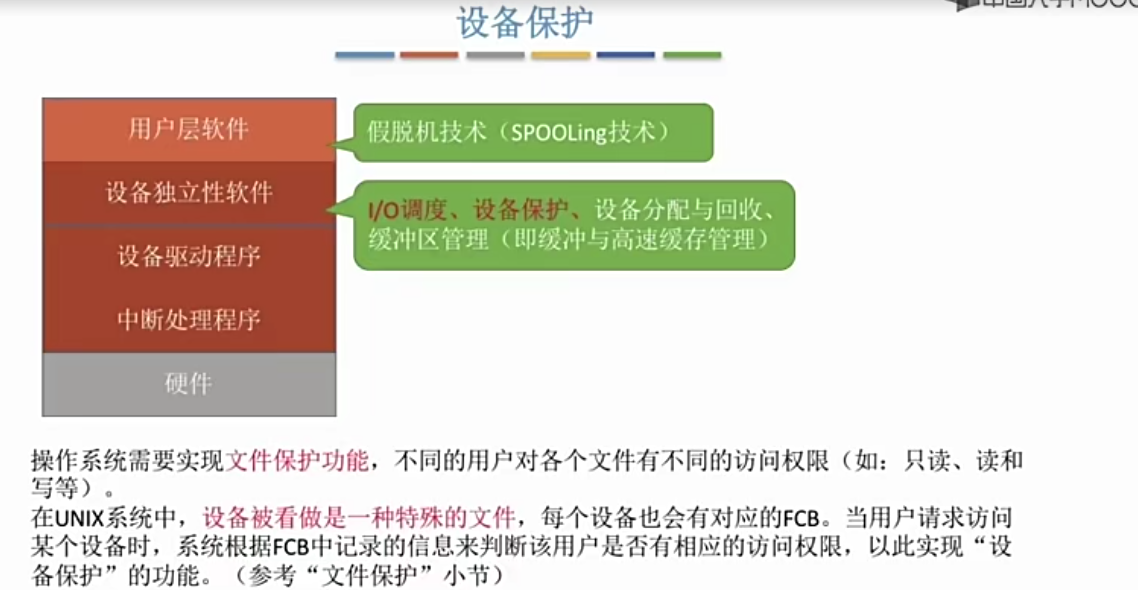 设备保护
用户层软件
假脱机技术（SPOOLing技术）
设备独立性软件
I/O调度、设备保护、设备分配与回收、
缓冲区管理（即缓冲与高速缓存管理）
设备驱动程序
中断处理程序
硬件
操作系统需要实现文件保护功能，不同的用户对各个文件有不同的访问权限（如：只读、读和
写等）。
在UNIX系统中，设备被看做是一种特殊的文件，每个设备也会有对应的FCB。当用户请求访问
某个设备时，系统根据FCB中记录的信息来判断该用户是否有相应的访问权限，以此实现“设
备保护”的功能。（参考“文件保护”小节）